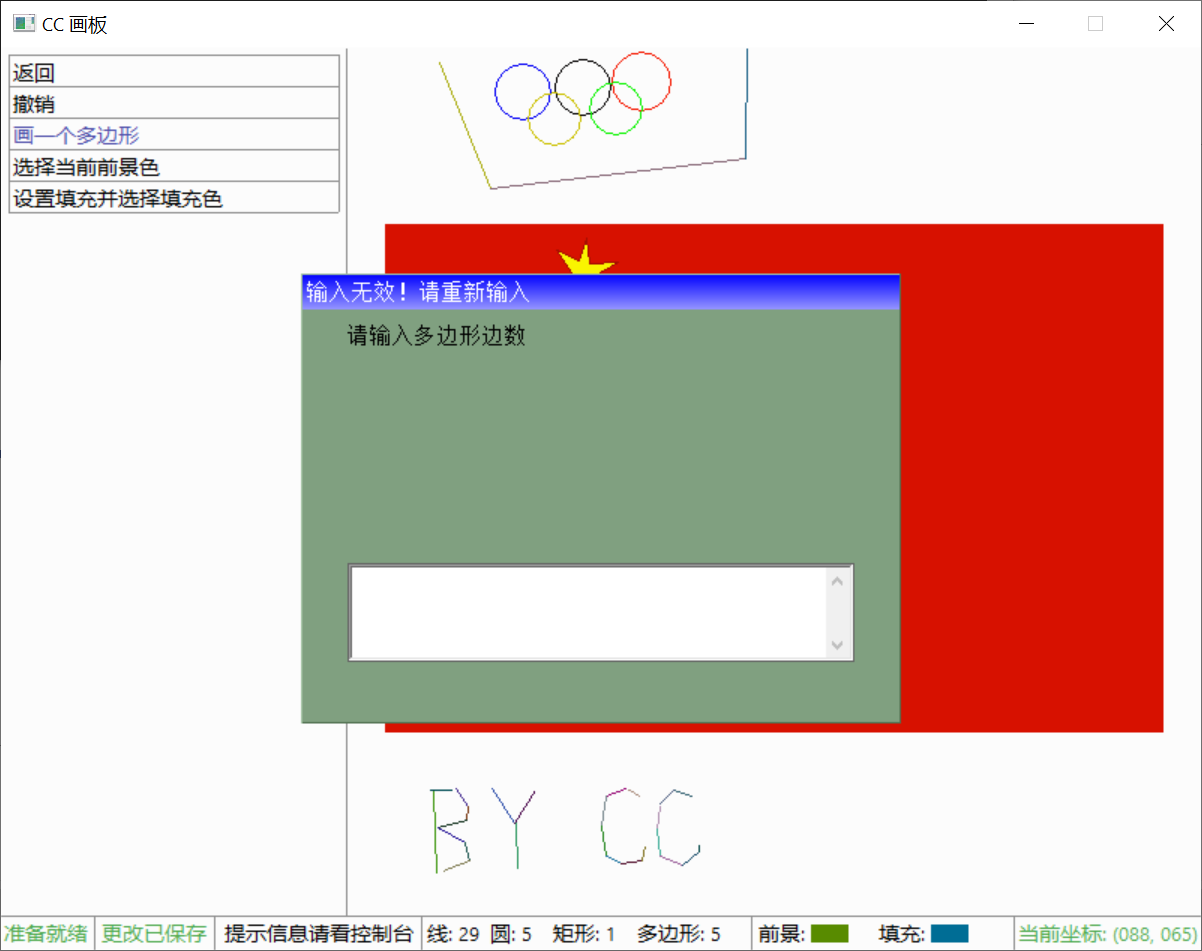 CC 画板
返回
撤销
画一个多边形
选择当前前景色
设置填充并选择填充色
输入无效！请重新输入
请输入多边形边数
BY CC
准备就绪 更改已保存 提示信息请看控制台 线: 29 圆: 5 矩形: 1 多边形: 5 前景: 填充: 当前坐标: (088, 065)